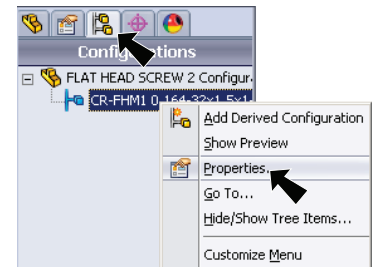 Configurations
FLAT HEAD SCREW 2 Configur
CR-FHM1 0.164-32x1.5x1
Add Derived Configuration
Show Preview
Properties...
Go To...
Hide/Show Tree Items...
Customize Menu